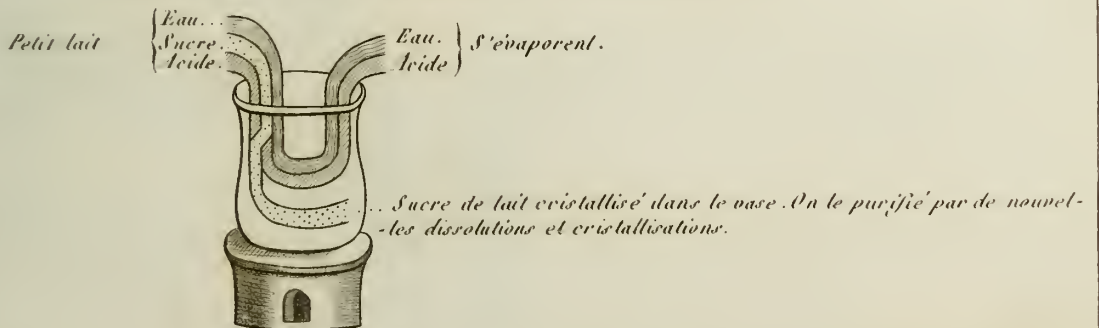 Petit lait
Eau...
Sucre.
Acide.
Eau.
Acide
S'évaporent.
... Sucre de lait cristallisé dans le vase. On le purifié par de nouvel-
-les dissolutions et cristallisations.